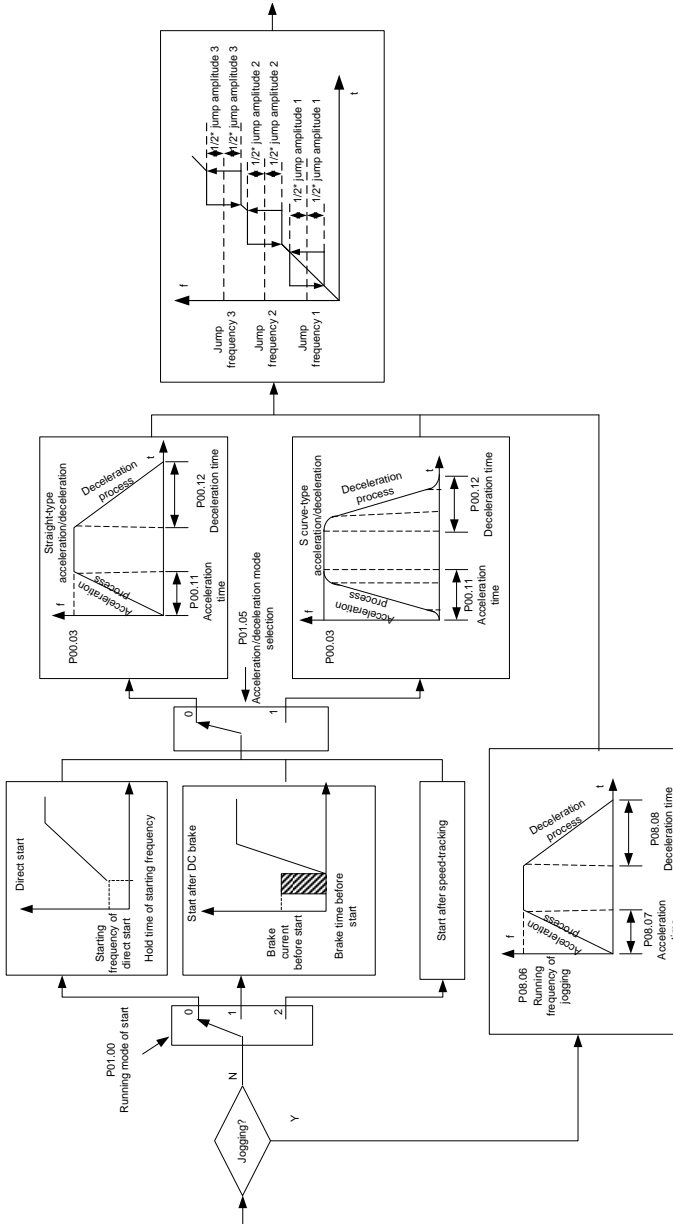 Jogging?
N
Y
P01.00
Running mode of start
0
1
2
Direct start
Starting
frequency of
direct start
Hold time of starting frequency
Start after DC brake
Brake
current
before start
Brake time before
start
Start after speed-tracking
P08.06
Running
frequency of
jogging
f
Acceleration
process
Deceleration
process
t
P08.07
Acceleration
P08.08
Deceleration time
0
1
P01.05
Acceleration/deceleration mode
selection
Straight-type
acceleration/deceleration
P00.03
f
Acceleration
process
Deceleration
process
t
P00.11
Acceleration
time
P00.12
Deceleration time
S curve-type
acceleration/deceleration
P00.03
f
Acceleration
process
Deceleration
process
t
P00.11
Acceleration
time
P00.12
Deceleration time
f
Jump
frequency 3
Jump
frequency 2
Jump
frequency 1
1/2* jump amplitude 3
1/2* jump amplitude 3
1/2* jump amplitude 2
1/2* jump amplitude 2
1/2* jump amplitude 1
1/2* jump amplitude 1
t